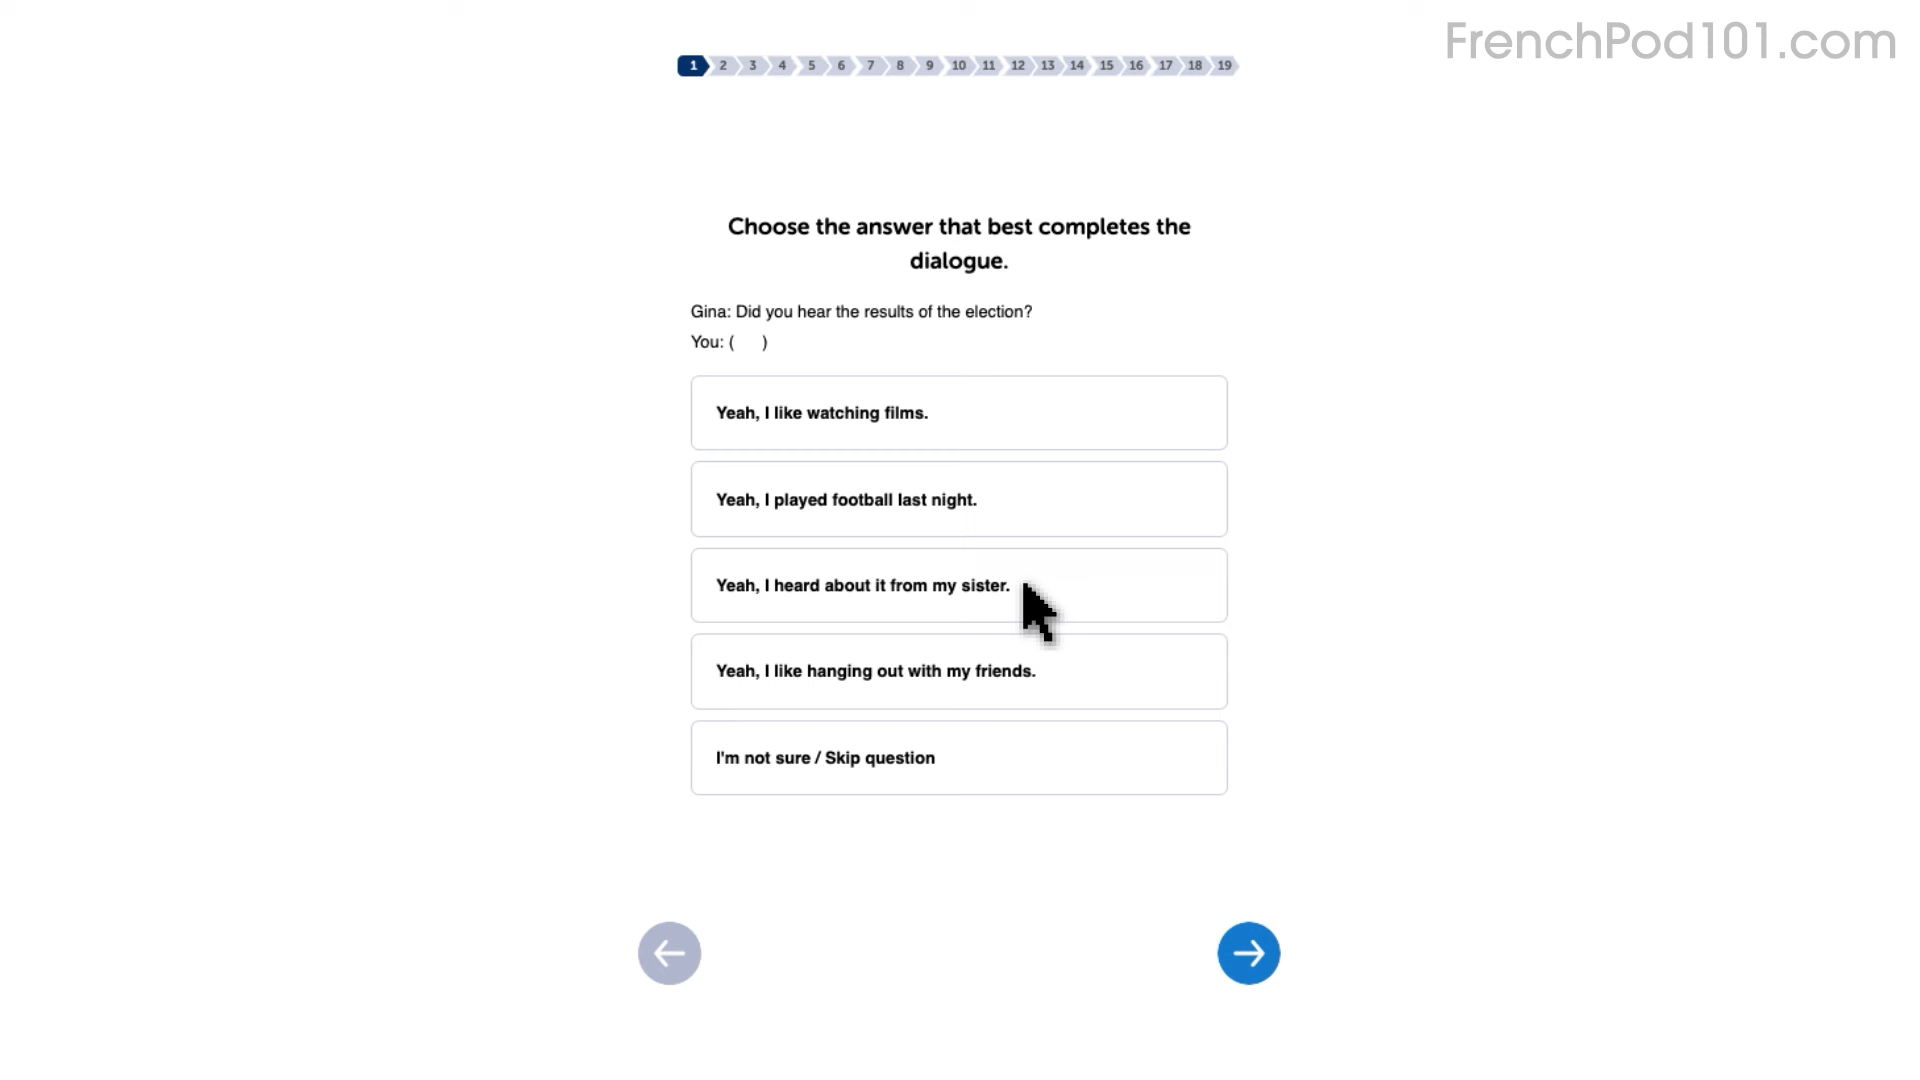 FrenchPod101.com
1 2 3 4 5 6 7 8 9 10 11 12 13 14 15 16 17 18 19
Choose the answer that best completes the
dialogue.
Gina: Did you hear the results of the election?
You: (     )
Yeah, I like watching films.
Yeah, I played football last night.
Yeah, I heard about it from my sister.
Yeah, I like hanging out with my friends.
I'm not sure / Skip question